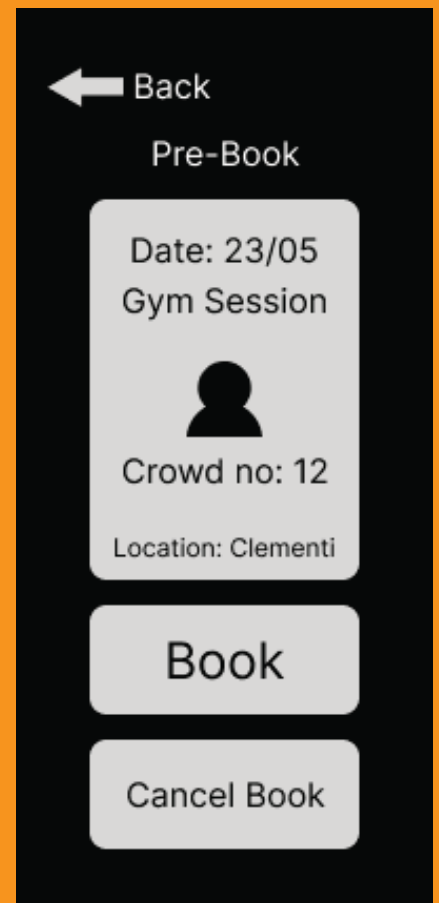 Back
Pre-Book
Date: 23/05
Gym Session
Crowd no: 12
Location: Clementi
Book
Cancel Book